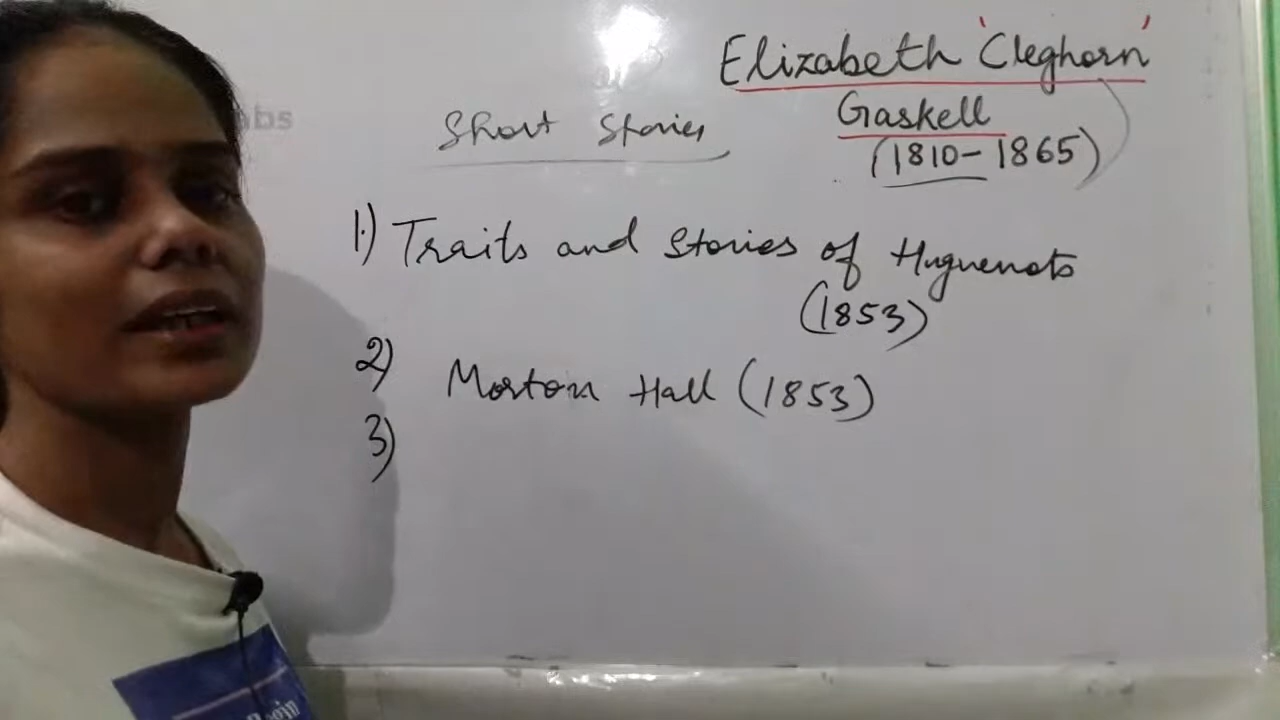 Elizabeth 'Cleghorn'
Gaskell
(1810-1865)
Short Stories
1.) Traits and Stories of Huguenots
(1853)
2) Morton Hall (1853)
3)